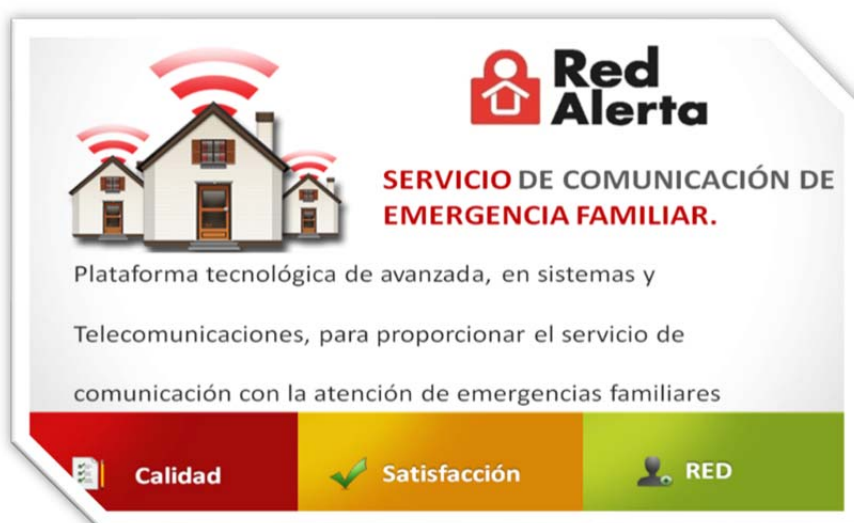 Red
Alerta
SERVICIO DE COMUNICACIÓN DE
EMERGENCIA FAMILIAR.
Plataforma tecnológica de avanzada, en sistemas y
Telecomunicaciones, para proporcionar el servicio de
comunicación con la atención de emergencias familiares
Calidad
Satisfacción
RED